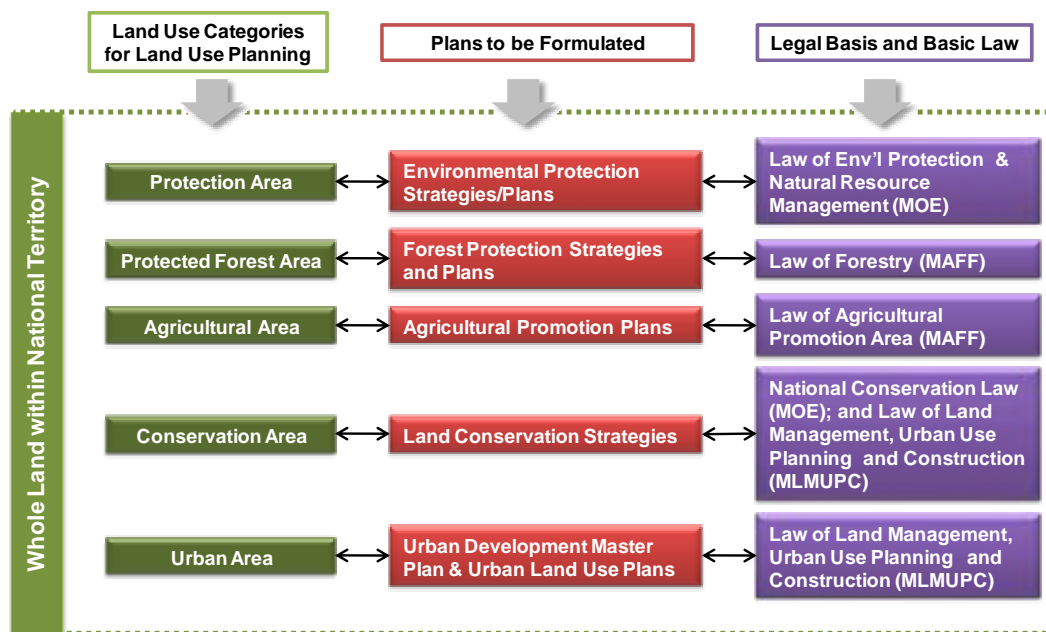 Land Use Categories
for Land Use Planning
Plans to be Formulated
Legal Basis and Basic Law
Whole Land within National Territory
Protection Area
Environmental Protection
Strategies/Plans
Law of Env'l Protection &
Natural Resource
Management (MOE)
Protected Forest Area
Forest Protection Strategies
and Plans
Law of Forestry (MAFF)
Agricultural Area
Agricultural Promotion Plans
Law of Agricultural
Promotion Area (MAFF)
Conservation Area
Land Conservation Strategies
National Conservation Law
(MOE); and Law of Land
Management, Urban Use
Planning and Construction
(MLMUPC)
Urban Area
Urban Development Master
Plan & Urban Land Use Plans
Law of Land Management,
Urban Use Planning and
Construction (MLMUPC)